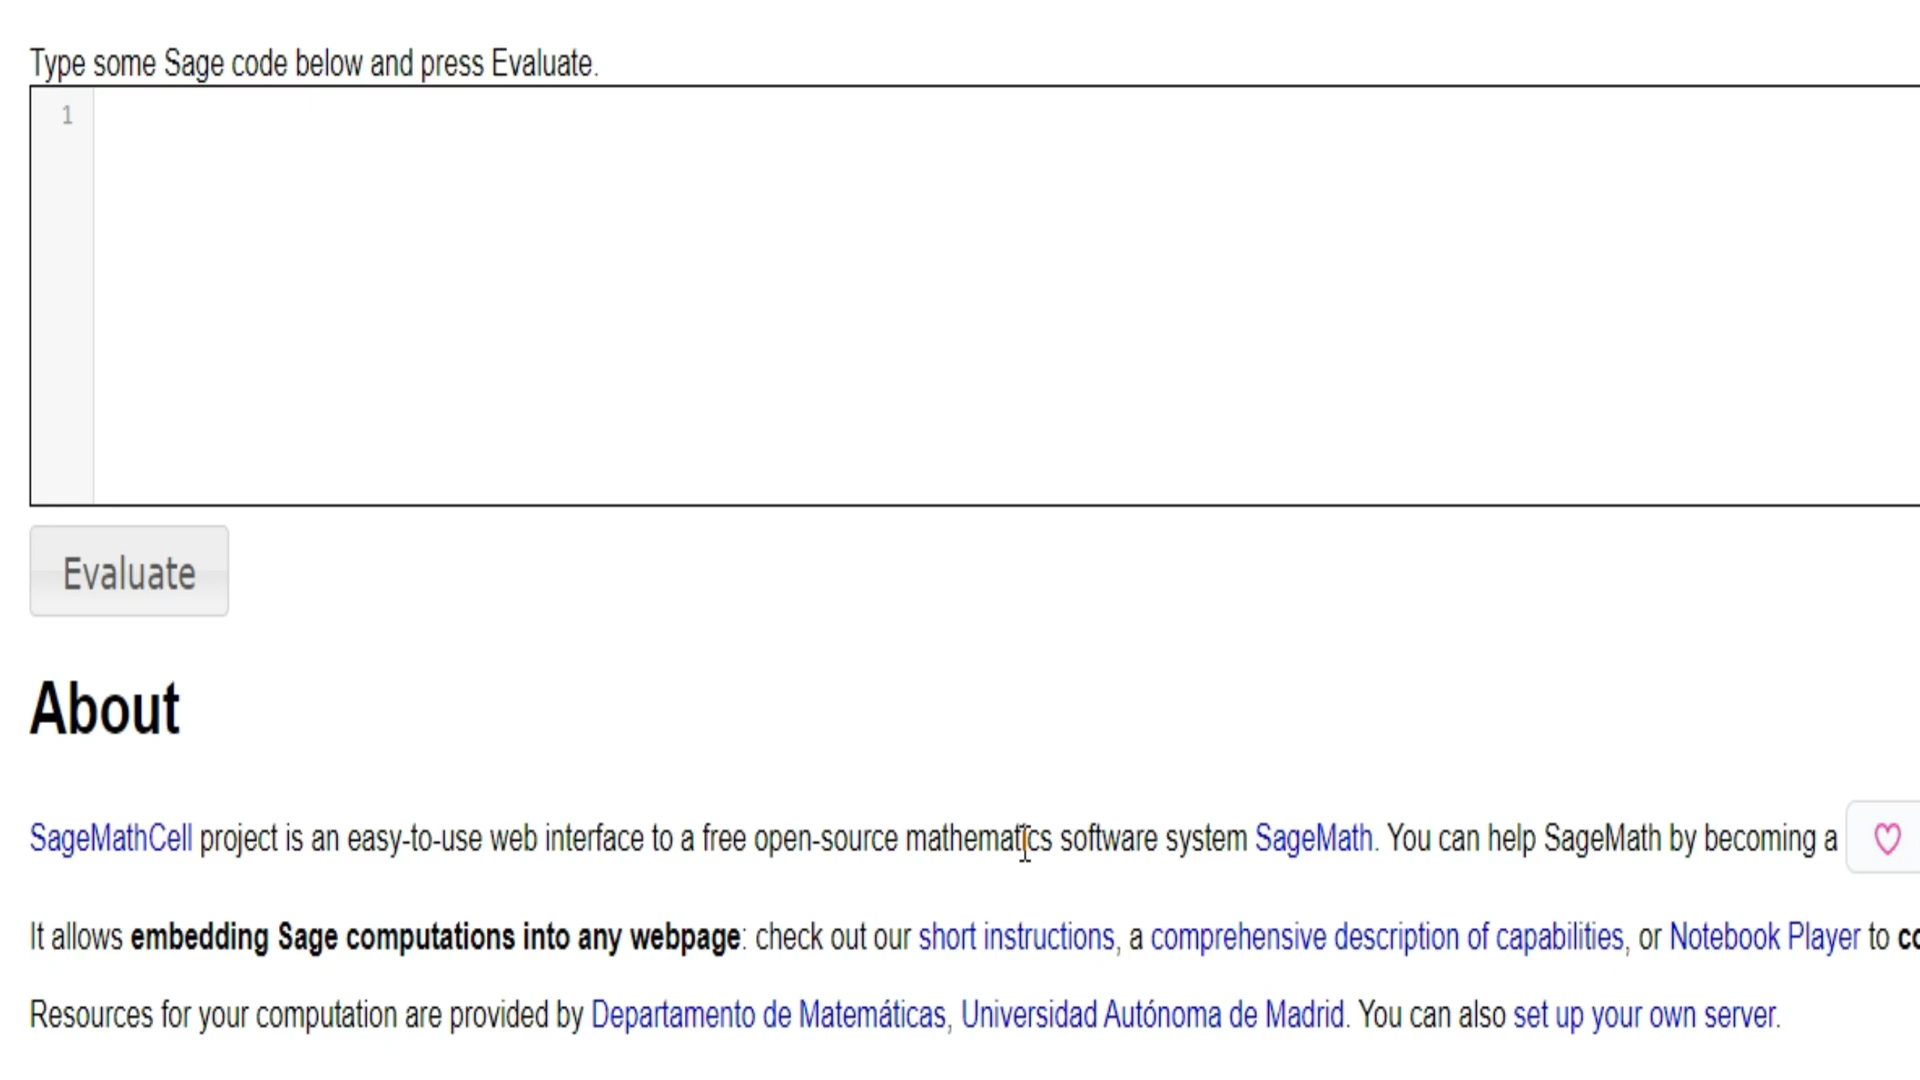 Type some Sage code below and press Evaluate.
1
Evaluate
About
SageMathCell project is an easy-to-use web interface to a free open-source mathematics software system SageMath. You can help SageMath by becoming a
It allows embedding Sage computations into any webpage: check out our short instructions, a comprehensive description of capabilities, or Notebook Player to
Resources for your computation are provided by Departamento de Matemáticas, Universidad Autónoma de Madrid. You can also set up your own server.